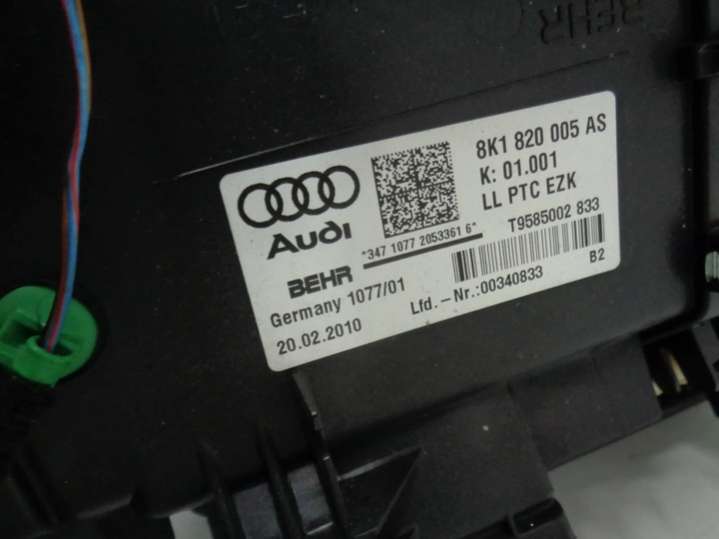 BEHR
8K1 820 005 AS
K: 01.001
LL PTC EZK
Audi
*347 1077 2053361 6*
T9585002 833
BEHR
Germany 1077/01
Lfd.-Nr.:00340833
B2
20.02.2010